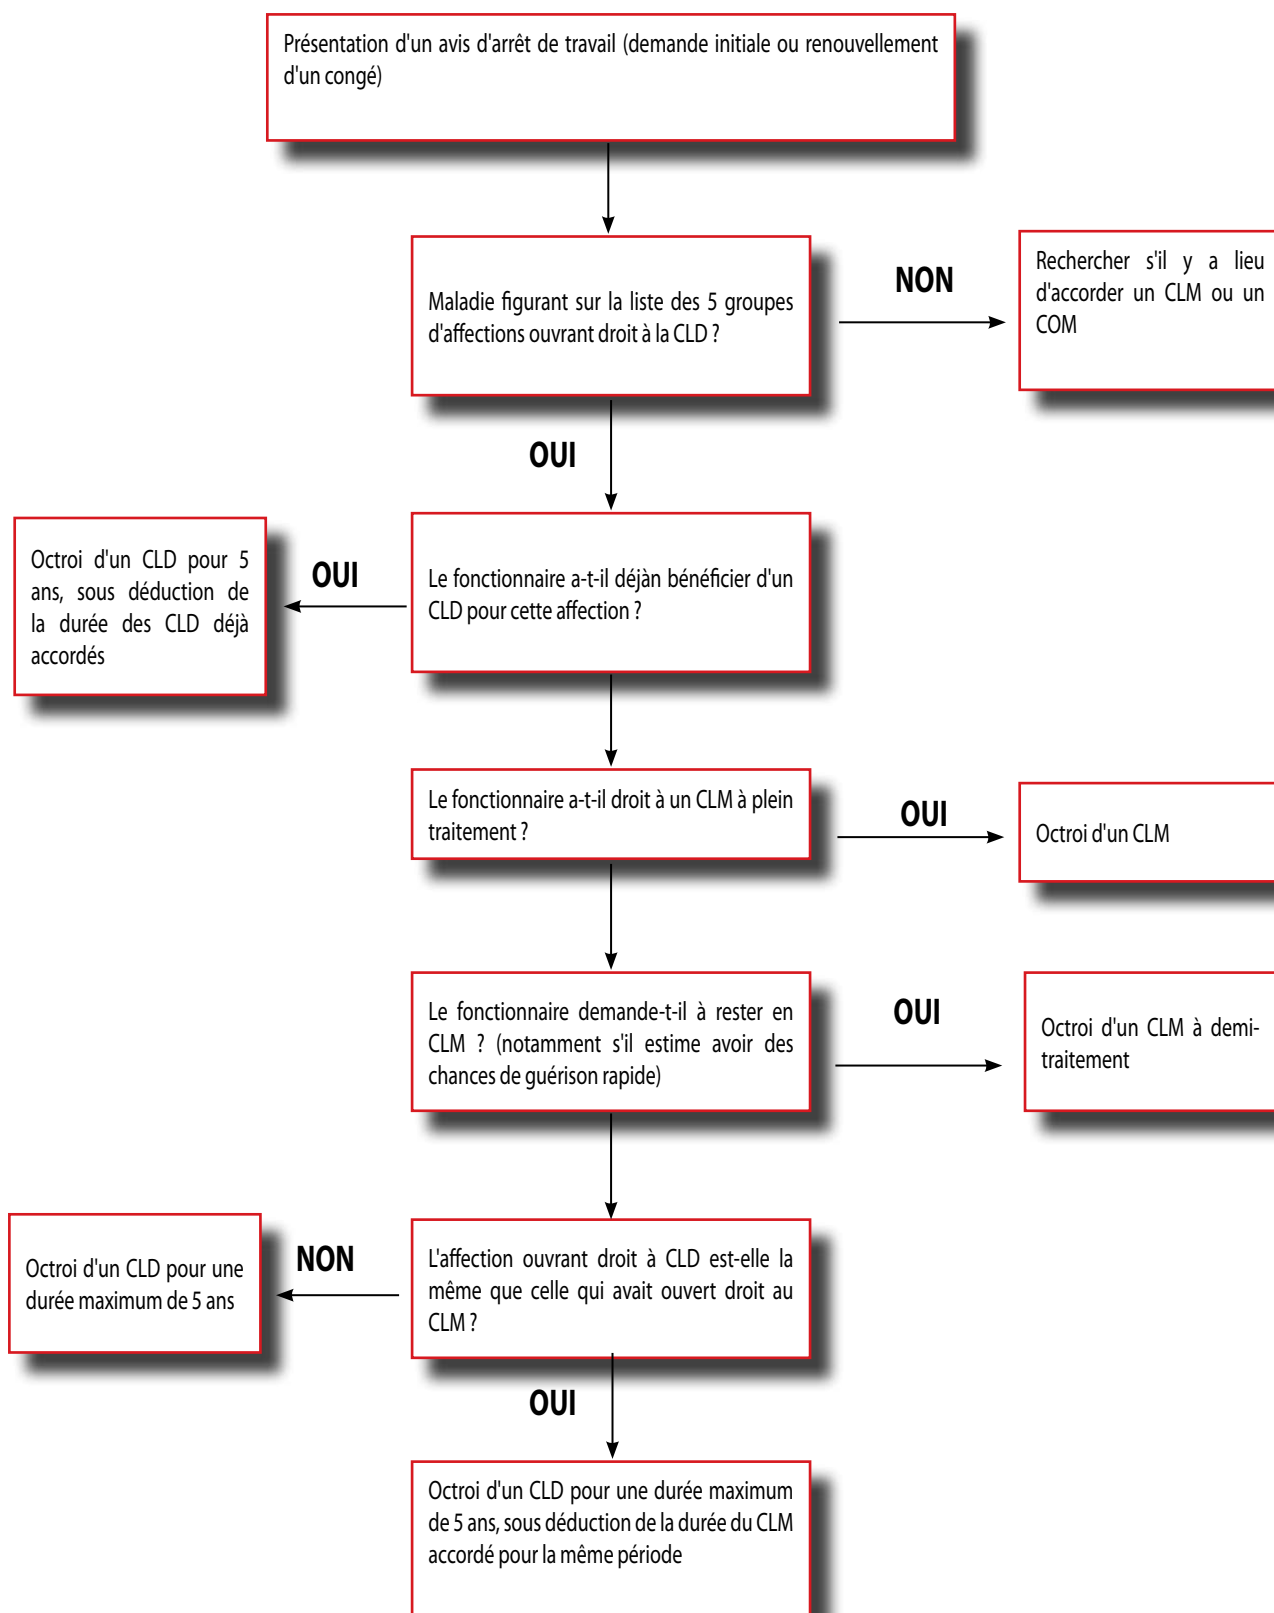 Présentation d'un avis d'arrêt de travail (demande initiale ou renouvellement
d'un congé)
Maladie figurant sur la liste des 5 groupes
d'affections ouvrant droit à la CLD ?
NON
Rechercher s'il y a lieu
d'accorder un CLM ou un
COM
OUI
Le fonctionnaire a-t-il déjàn bénéficier d'un
CLD pour cette affection ?
OUI
Octroi d'un CLD pour 5
ans, sous déduction de
la durée des CLD déjà
accordés
Le fonctionnaire a-t-il droit à un CLM à plein
traitement ?
OUI
Octroi d'un CLM
Le fonctionnaire demande-t-il à rester en
CLM ? (notamment s'il estime avoir des
chances de guérison rapide)
OUI
Octroi d'un CLM à demi-
traitement
L'affection ouvrant droit à CLD est-elle la
même que celle qui avait ouvert droit au
CLM ?
NON
Octroi d'un CLD pour une
durée maximum de 5 ans
OUI
Octroi d'un CLD pour une durée maximum
de 5 ans, sous déduction de la durée du CLM
accordé pour la même période